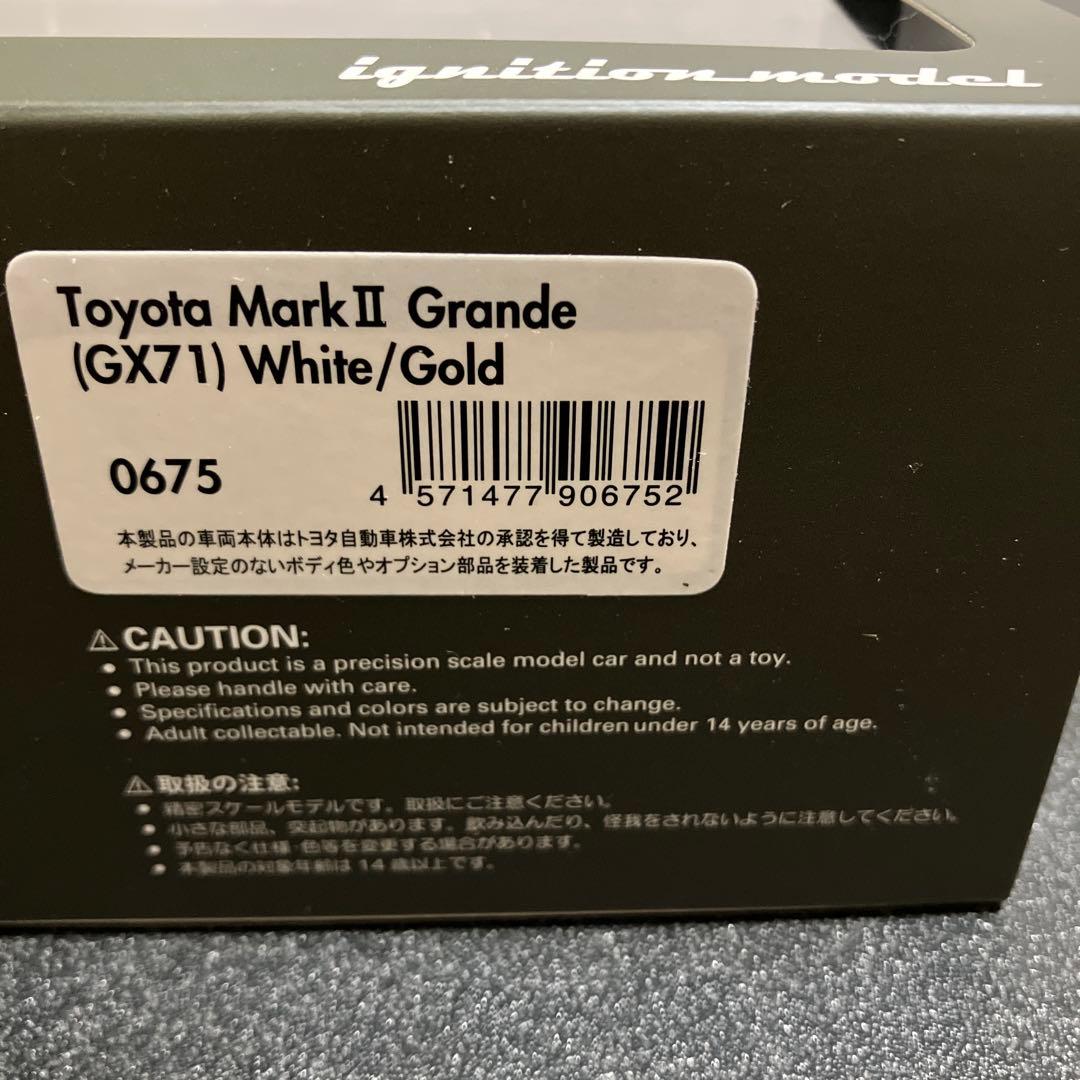 ignition model
Toyota Mark II Grande
(GX71) White/Gold
0675
4 571477 906752
本製品の車両本体はトヨタ自動車株式会社の承認を得て製造しており、
メーカー設定のないボディ色やオプション部品を装着した製品です。
⚠CAUTION:
● This product is a precision scale model car and not a toy.
● Please handle with care.
● Specifications and colors are subject to change.
● Adult collectable. Not intended for children under 14 years of age.
⚠取扱の注意:
● 精密スケールモデルです。取扱にご注意ください。
● 小さな部品、突起物があります。飲み込んだり、怪我をされないように注意してください。
● 予告なく仕様・色等を変更する場合があります。
● 本製品の対象年齢は 14 歳以上です。